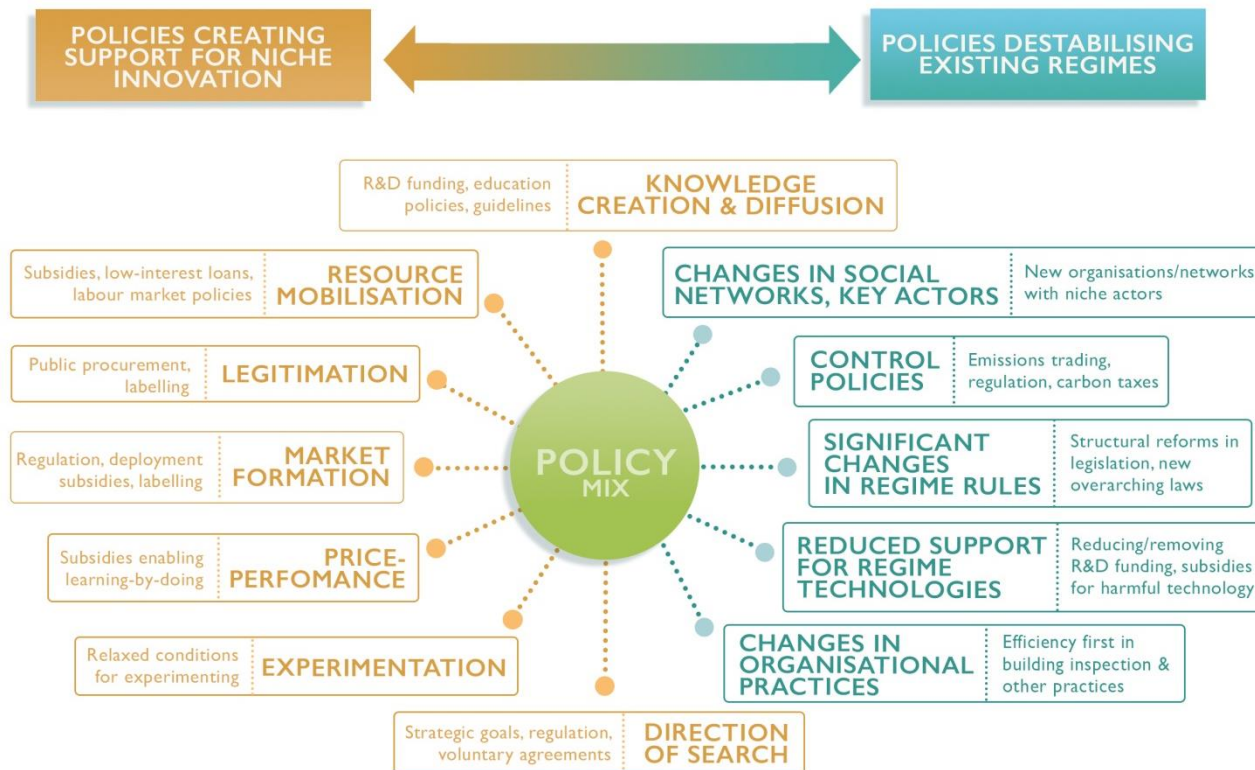 POLICIES CREATING
SUPPORT FOR NICHE
INNOVATION
POLICIES DESTABILISING
EXISTING REGIMES
R&D funding, education
policies, guidelines
KNOWLEDGE
CREATION & DIFFUSION
Subsidies, low-interest loans,
labour market policies
RESOURCE
MOBILISATION
CHANGES IN SOCIAL
NETWORKS, KEY ACTORS
New organisations/networks
with niche actors
Public procurement,
labelling
LEGITIMATION
CONTROL
POLICIES
Emissions trading,
regulation, carbon taxes
Regulation, deployment
subsidies, labelling
MARKET
FORMATION
POLICY
MIX
SIGNIFICANT
CHANGES
IN REGIME RULES
Structural reforms in
legislation, new
overarching laws
Subsidies enabling
learning-by-doing
PRICE-
PERFOMANCE
REDUCED SUPPORT
FOR REGIME
TECHNOLOGIES
Reducing/removing
R&D funding, subsidies
for harmful technology
Relaxed conditions
for experimenting
EXPERIMENTATION
CHANGES IN
ORGANISATIONAL
PRACTICES
Efficiency first in
building inspection &
other practices
Strategic goals, regulation,
voluntary agreements
DIRECTION
OF SEARCH